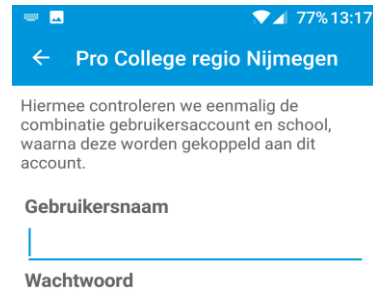 77% 13:17
Pro College regio Nijmegen
Hiermee controleren we eenmalig de
combinatie gebruikersaccount en school,
waarna deze worden gekoppeld aan dit
account.
Gebruikersnaam
Wachtwoord